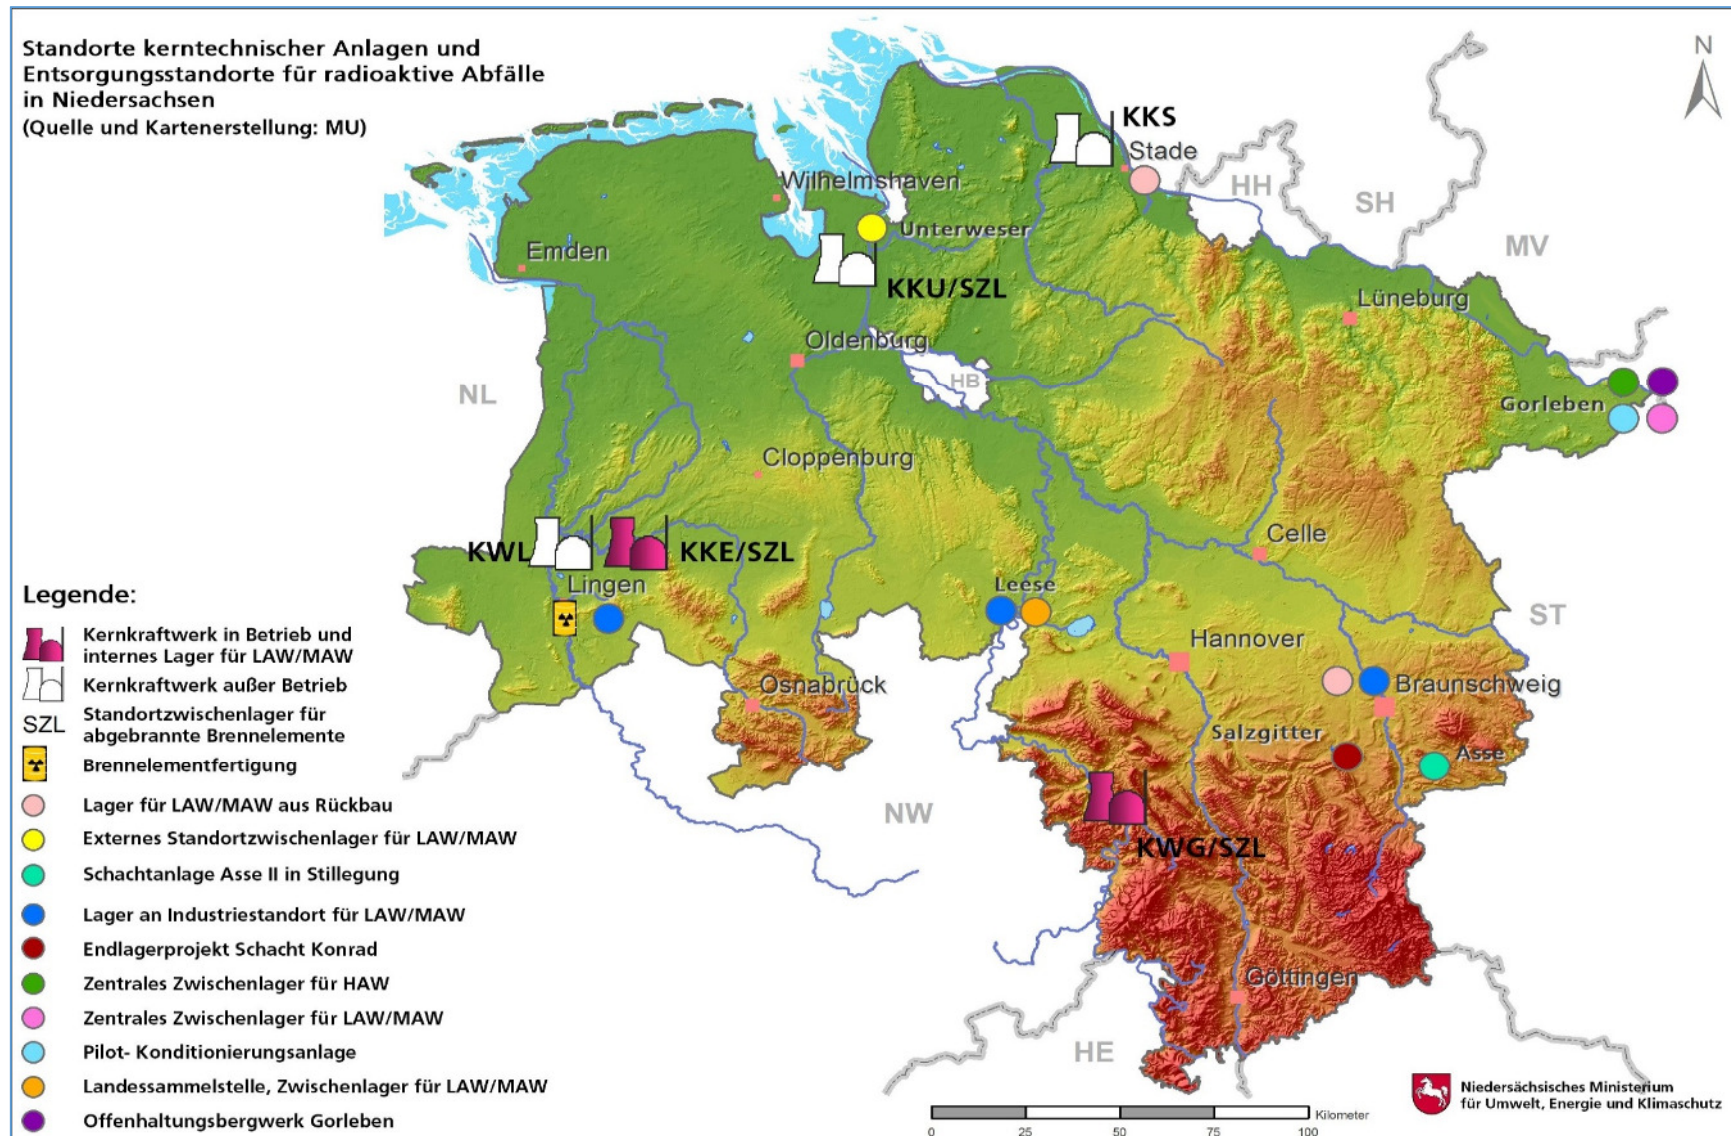 Standorte kerntechnischer Anlagen und
Entsorgungsstandorte für radioaktive Abfälle
in Niedersachsen
(Quelle und Kartenerstellung: MU)
N
KKS
Stade
HH
SH
MV
Wilhelmshaven
Unterweser
Emden
KKU/SZL
Lüneburg
Oldenburg
HB
NL
Gorleben
Cloppenburg
Celle
KWL
KKE/SZL
Lingen
Leese
ST
Hannover
Osnabrück
Braunschweig
Salzgitter
Asse
NW
KWG/SZL
Göttingen
HE
Legende:
Kernkraftwerk in Betrieb und
internes Lager für LAW/MAW
Kernkraftwerk außer Betrieb
SZL Standortzwischenlager für
abgebrannte Brennelemente
Brennelementfertigung
Lager für LAW/MAW aus Rückbau
Externes Standortzwischenlager für LAW/MAW
Schachtanlage Asse II in Stillegung
Lager an Industriestandort für LAW/MAW
Endlagerprojekt Schacht Konrad
Zentrales Zwischenlager für HAW
Zentrales Zwischenlager für LAW/MAW
Pilot- Konditionierungsanlage
Landessammelstelle, Zwischenlager für LAW/MAW
Offenhaltungsbergwerk Gorleben
Kilometer
0 25 50 75 100
Niedersächsisches Ministerium
für Umwelt, Energie und Klimaschutz